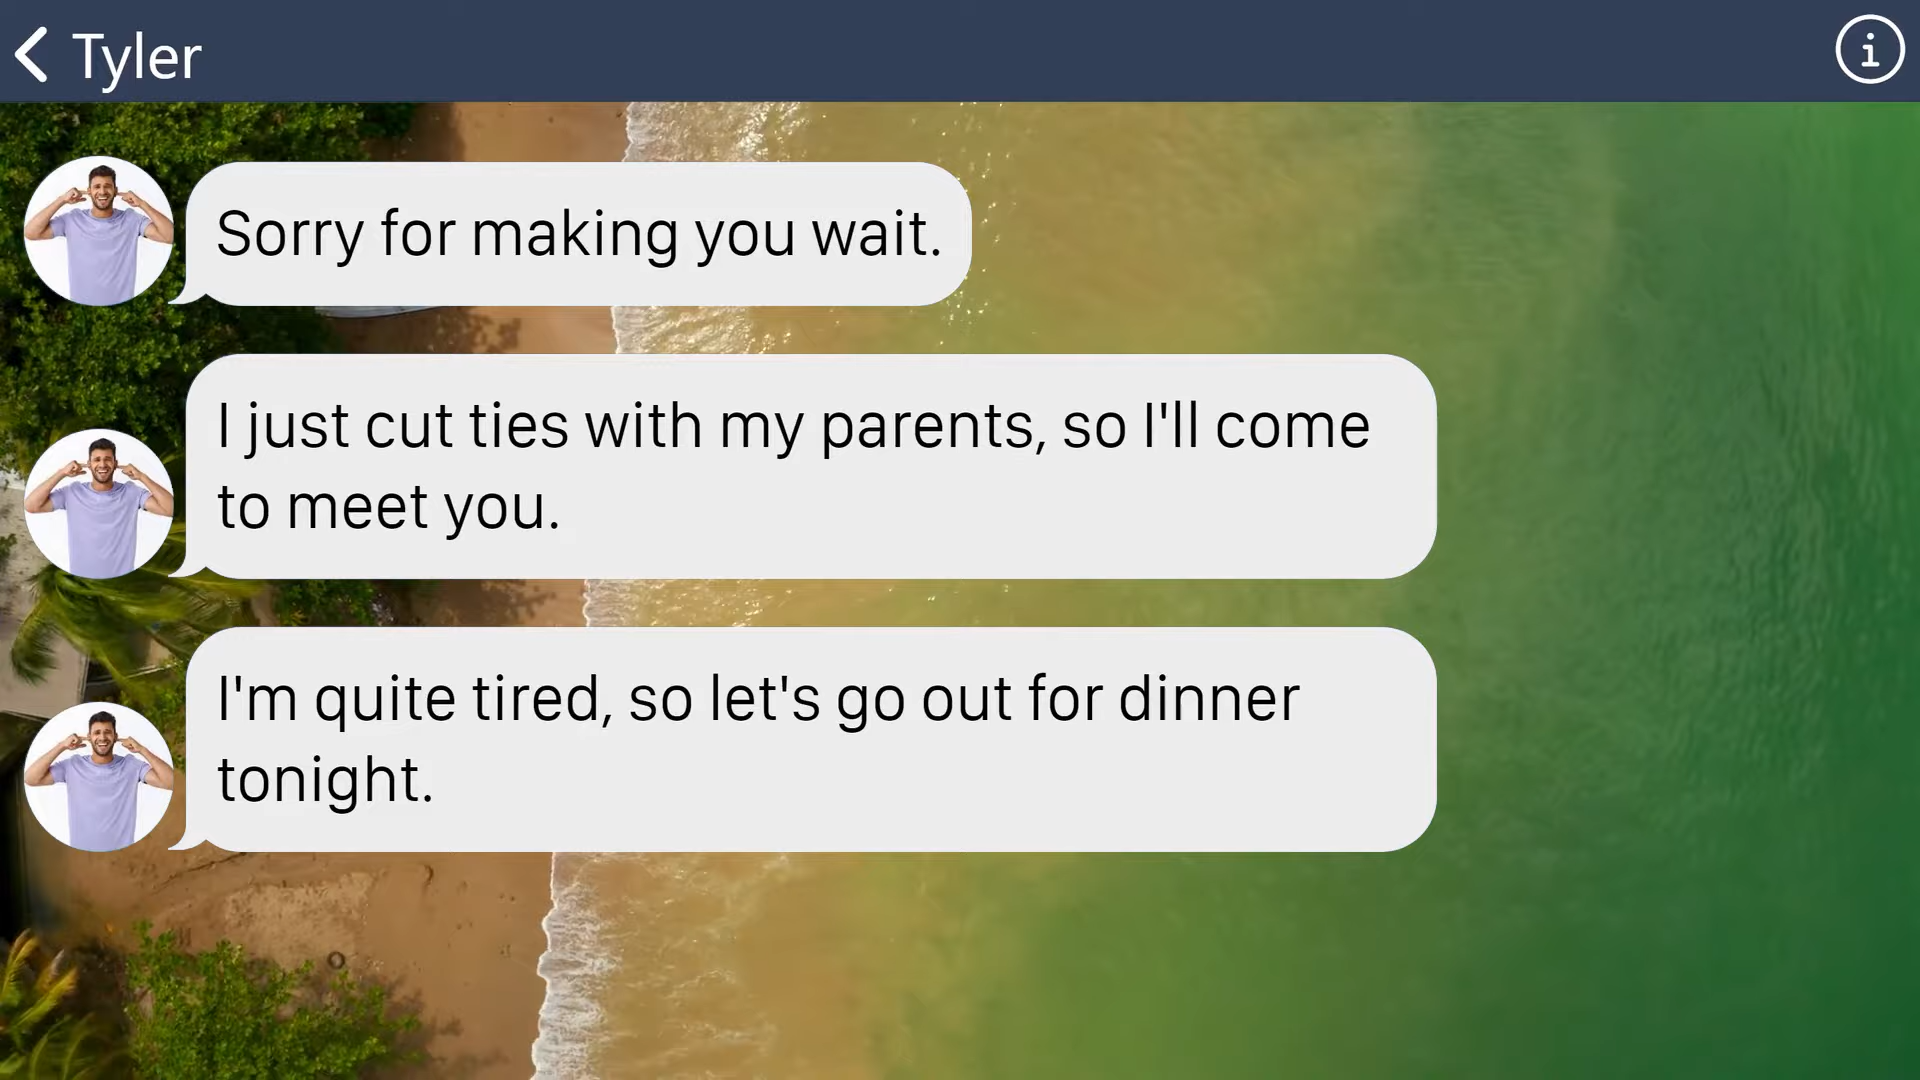 Tyler
Sorry for making you wait.
I just cut ties with my parents, so I'll come
to meet you.
I'm quite tired, so let's go out for dinner
tonight.